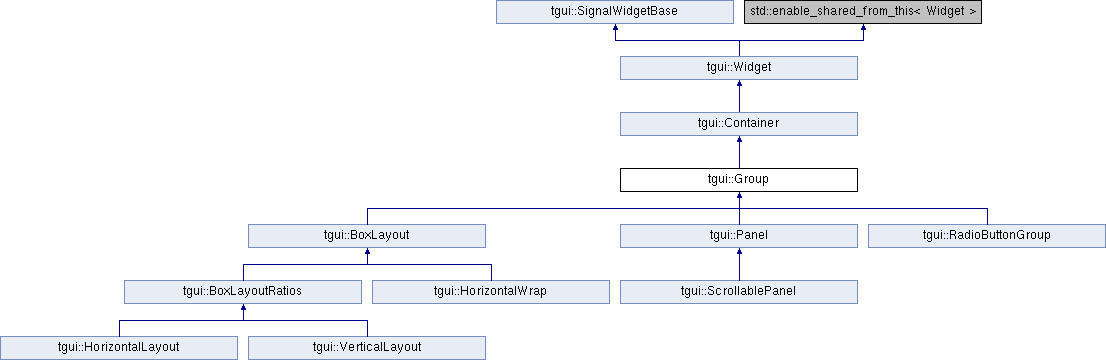 tgui::SignalWidgetBase
std::enable_shared_from_this< Widget >
tgui::Widget
tgui::Container
tgui::Group
tgui::BoxLayout
tgui::Panel
tgui::RadioButtonGroup
tgui::BoxLayoutRatios
tgui::HorizontalWrap
tgui::ScrollablePanel
tgui::HorizontalLayout
tgui::VerticalLayout